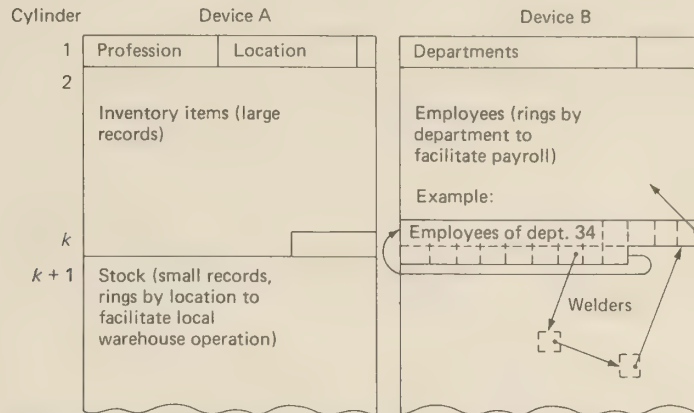 Cylinder
Device A
Device B
1
Profession
Location
Departments
2
Inventory items (large
records)
Employees (rings by
department to
facilitate payroll)
Example:
k
Employees of dept. 34
k + 1
Stock (small records,
rings by location to
facilitate local
warehouse operation)
Welders